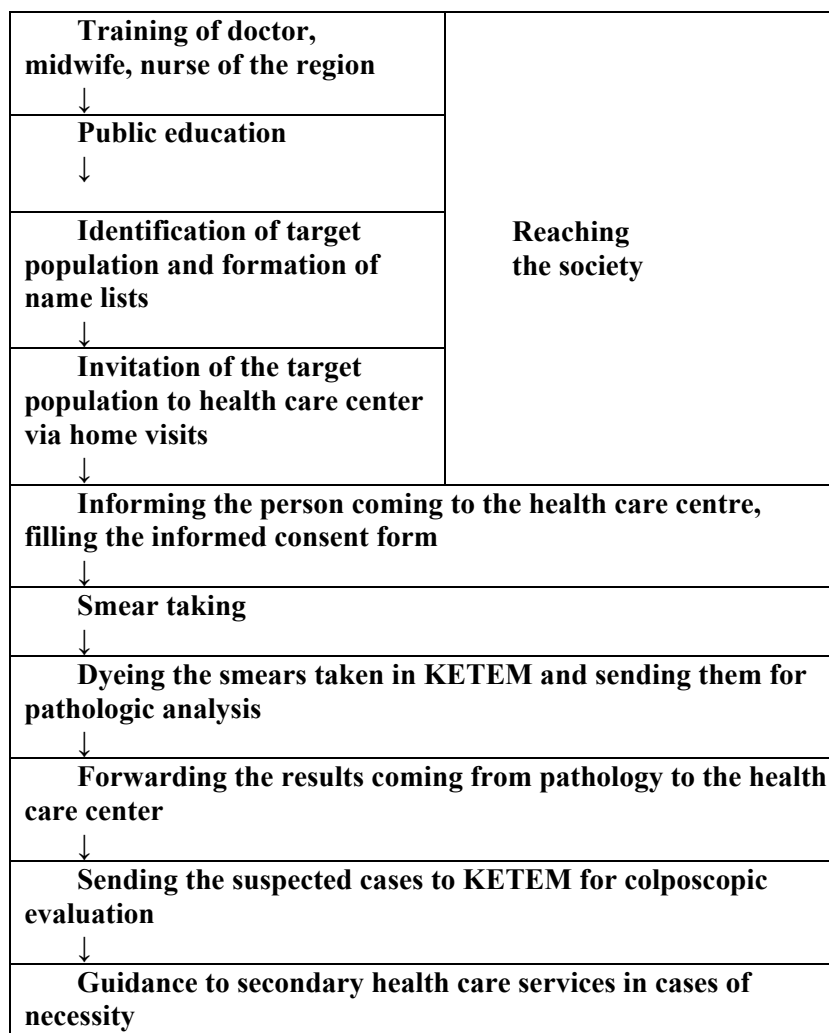 Training of doctor,
midwife, nurse of the region
↓
Public education
↓
Identification of target
population and formation of
name lists
↓
Invitation of the target
population to health care center
via home visits
↓
Reaching
the society
Informing the person coming to the health care centre,
filling the informed consent form
↓
Smear taking
↓
Dyeing the smears taken in KETEM and sending them for
pathologic analysis
↓
Forwarding the results coming from pathology to the health
care center
↓
Sending the suspected cases to KETEM for colposcopic
evaluation
↓
Guidance to secondary health care services in cases of
necessity